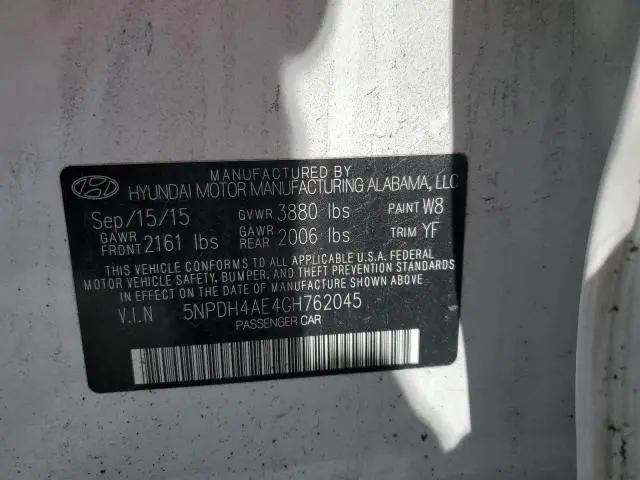 MANUFACTURED BY
HYUNDAI MOTOR MANUFACTURING ALABAMA, LLC
Sep/15/15 GVWR 3880 lbs PAINT W8
GAWR FRONT 2161 lbs GAWR REAR 2006 lbs TRIM YF
THIS VEHICLE CONFORMS TO ALL APPLICABLE U.S.A. FEDERAL
MOTOR VEHICLE SAFETY, BUMPER, AND THEFT PREVENTION
STANDARDS IN EFFECT ON THE DATE OF MANUFACTURE SHOWN ABOVE
V.I.N 5NPDH4AE4GH762045
PASSENGER CAR